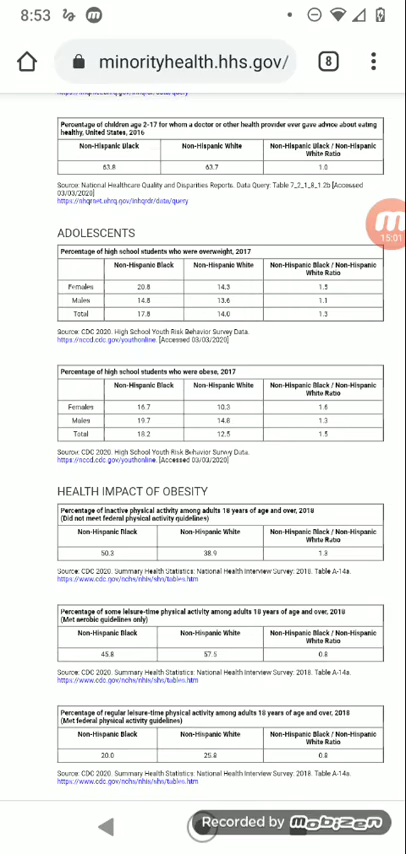 8:53
minorityhealth.hhs.gov/
8
Percentage of children age 2-17 for whom a doctor or other health provider ever gave advice about eating
healthy, United States, 2016
Non-Hispanic Black Non-Hispanic White Non-Hispanic Black / Non-Hispanic
White Ratio
63.8 63.7 1.0
Source: National Healthcare Quality and Disparities Reports. Data Query: Table 7_2_1_8_1.2b [Accessed
03/03/2020]
https://nhqrnet.ahrq.gov/inhqrdr/data/query
15:01
ADOLESCENTS
Percentage of high school students who were overweight, 2017
Non-Hispanic Black Non-Hispanic White Non-Hispanic Black / Non-Hispanic
White Ratio
Females 20.8 14.3 1.5
Males 14.8 13.6 1.1
Total 17.8 14.0 1.3
Source: CDC 2020. High School Youth Risk Behavior Survey Data.
https://nccd.cdc.gov/youthonline. [Accessed 03/03/2020]
Percentage of high school students who were obese, 2017
Non-Hispanic Black Non-Hispanic White Non-Hispanic Black / Non-Hispanic
White Ratio
Females 16.7 10.3 1.6
Males 19.7 14.8 1.3
Total 18.2 12.5 1.5
Source: CDC 2020. High School Youth Risk Behavior Survey Data.
https://nccd.cdc.gov/youthonline. [Accessed 03/03/2020]
HEALTH IMPACT OF OBESITY
Percentage of inactive physical activity among adults 18 years of age and over, 2018
(Did not meet federal physical activity guidelines)
Non-Hispanic Black Non-Hispanic White Non-Hispanic Black / Non-Hispanic
White Ratio
50.3 38.9 1.3
Source: CDC 2020. Summary Health Statistics: National Health Interview Survey: 2018. Table A-14a.
https://www.cdc.gov/nchs/nhis/shs/tables.htm
Percentage of some leisure-time physical activity among adults 18 years of age and over, 2018
(Met aerobic guidelines only)
Non-Hispanic Black Non-Hispanic White Non-Hispanic Black / Non-Hispanic
White Ratio
45.8 57.5 0.8
Source: CDC 2020. Summary Health Statistics: National Health Interview Survey: 2018. Table A-14a.
https://www.cdc.gov/nchs/nhis/shs/tables.htm
Percentage of regular leisure-time physical activity among adults 18 years of age and over, 2018
(Met federal physical activity guidelines)
Non-Hispanic Black Non-Hispanic White Non-Hispanic Black / Non-Hispanic
White Ratio
20.0 25.8 0.8
Source: CDC 2020. Summary Health Statistics: National Health Interview Survey: 2018. Table A-14a.
https://www.cdc.gov/nchs/nhis/shs/tables.htm
Recorded by mobizen